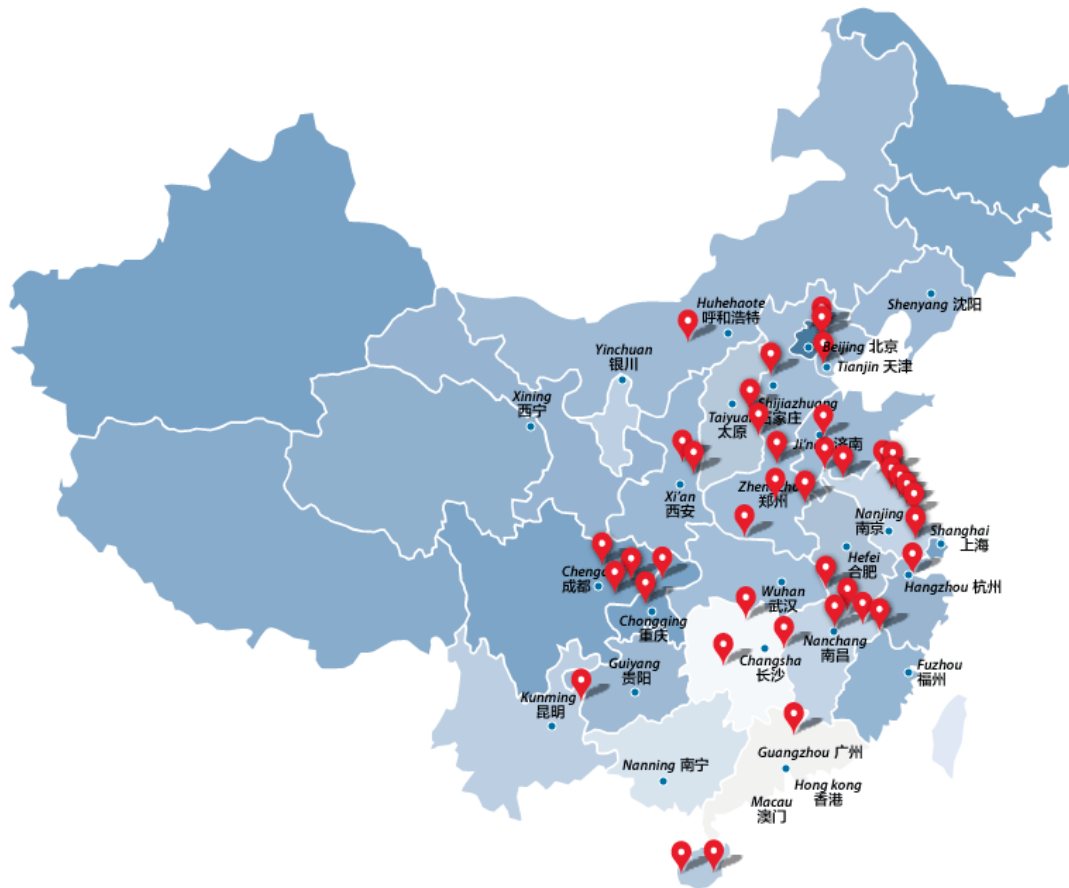 Huhehaote
呼和浩特
Shenyang 沈阳
Beijing 北京
Tianjin 天津
Yinchuan
银川
Xining
西宁
Shijiazhuang
石家庄
Taiyuan
太原
济南
Xi'an
西安
郑州
Nanjing
南京
Shanghai
上海
Hefei
合肥
Hangzhou 杭州
成都
Wuhan
武汉
Chongqing
重庆
Nanchang
南昌
Changsha
长沙
Guiyang
贵阳
Fuzhou
福州
Kunming
昆明
Guangzhou 广州
Nanning 南宁
Hong kong
香港
Macau
澳门